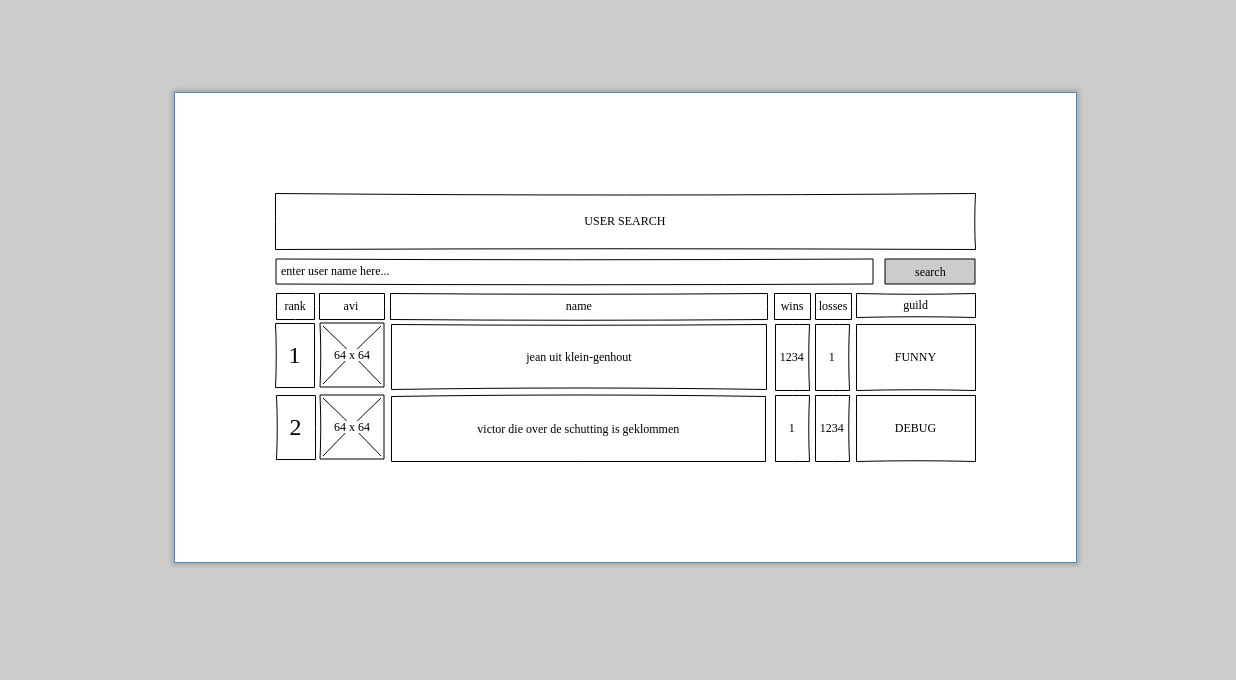 USER SEARCH
enter user name here... search
rank avi name wins losses guild
1 64 x 64 jean uit klein-genhout 1234 1 FUNNY
2 64 x 64 victor die over de schutting is geklommen 1 1234 DEBUG